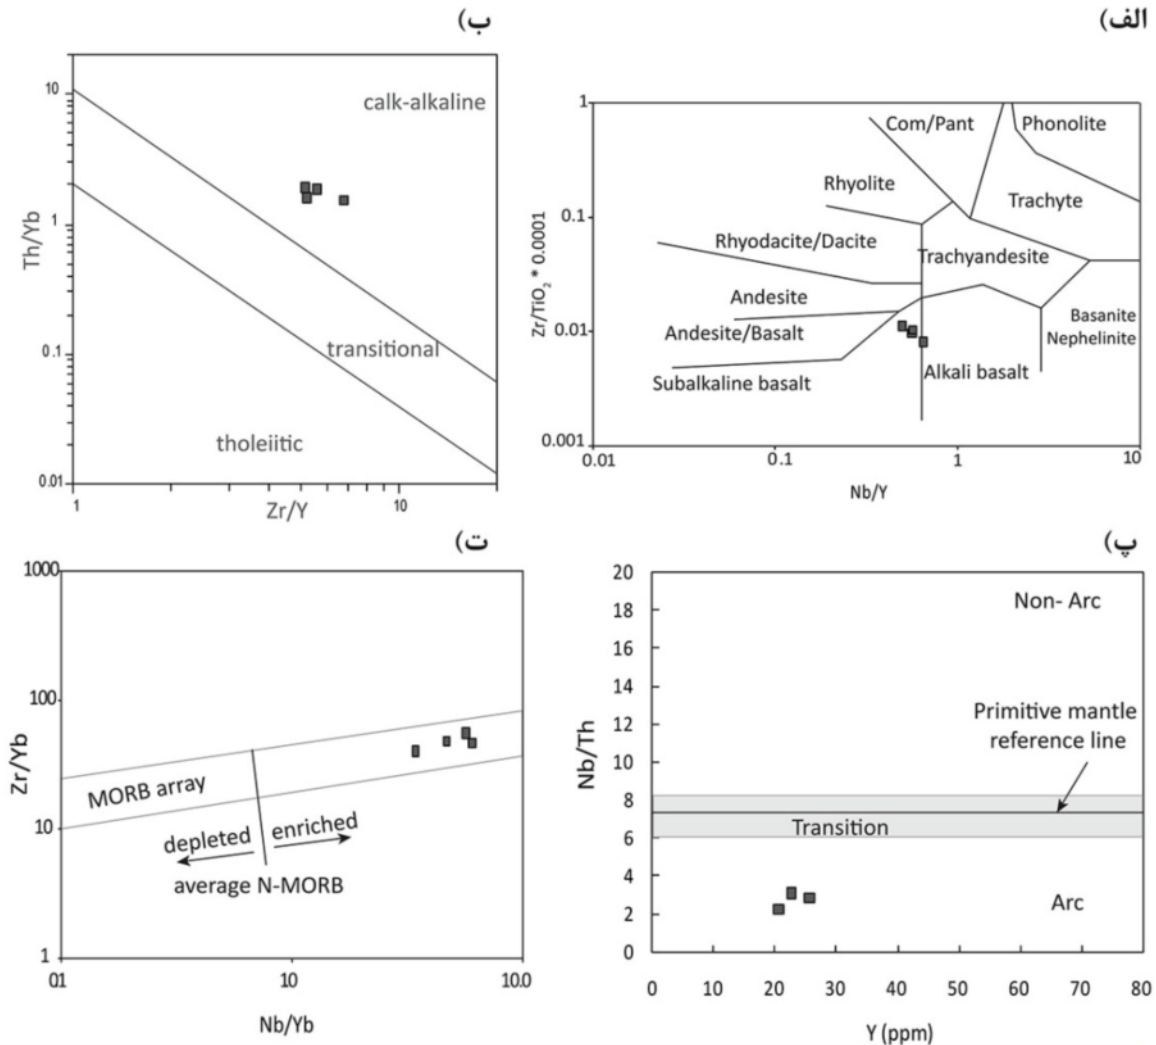 الف)
1
0.1
0.01
0.001
0.01
0.1
1
10
Zr/TiO₂ * 0.0001
Nb/Y
Com/Pant
Phonolite
Rhyolite
Trachyte
Rhyodacite/Dacite
Trachyandesite
Andesite
Andesite/Basalt
Basanite
Nephelinite
Subalkaline basalt
Alkali basalt
ب)
10
1
0.1
0.01
1
10
Th/Yb
Zr/Y
calk-alkaline
transitional
tholeiitic
پ)
20
18
16
14
12
10
8
6
4
2
0
0
10
20
30
40
50
60
70
80
Nb/Th
Y (ppm)
Non- Arc
Primitive mantle
reference line
Transition
Arc
ت)
1000
100
10
1
01
10
10.0
Zr/Yb
Nb/Yb
MORB array
depleted
enriched
average N-MORB